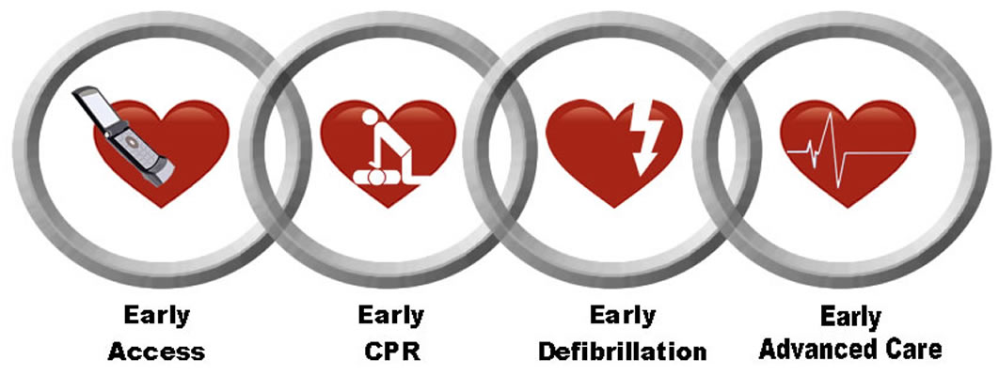 Early
Access
Early
CPR
Early
Defibrillation
Early
Advanced Care